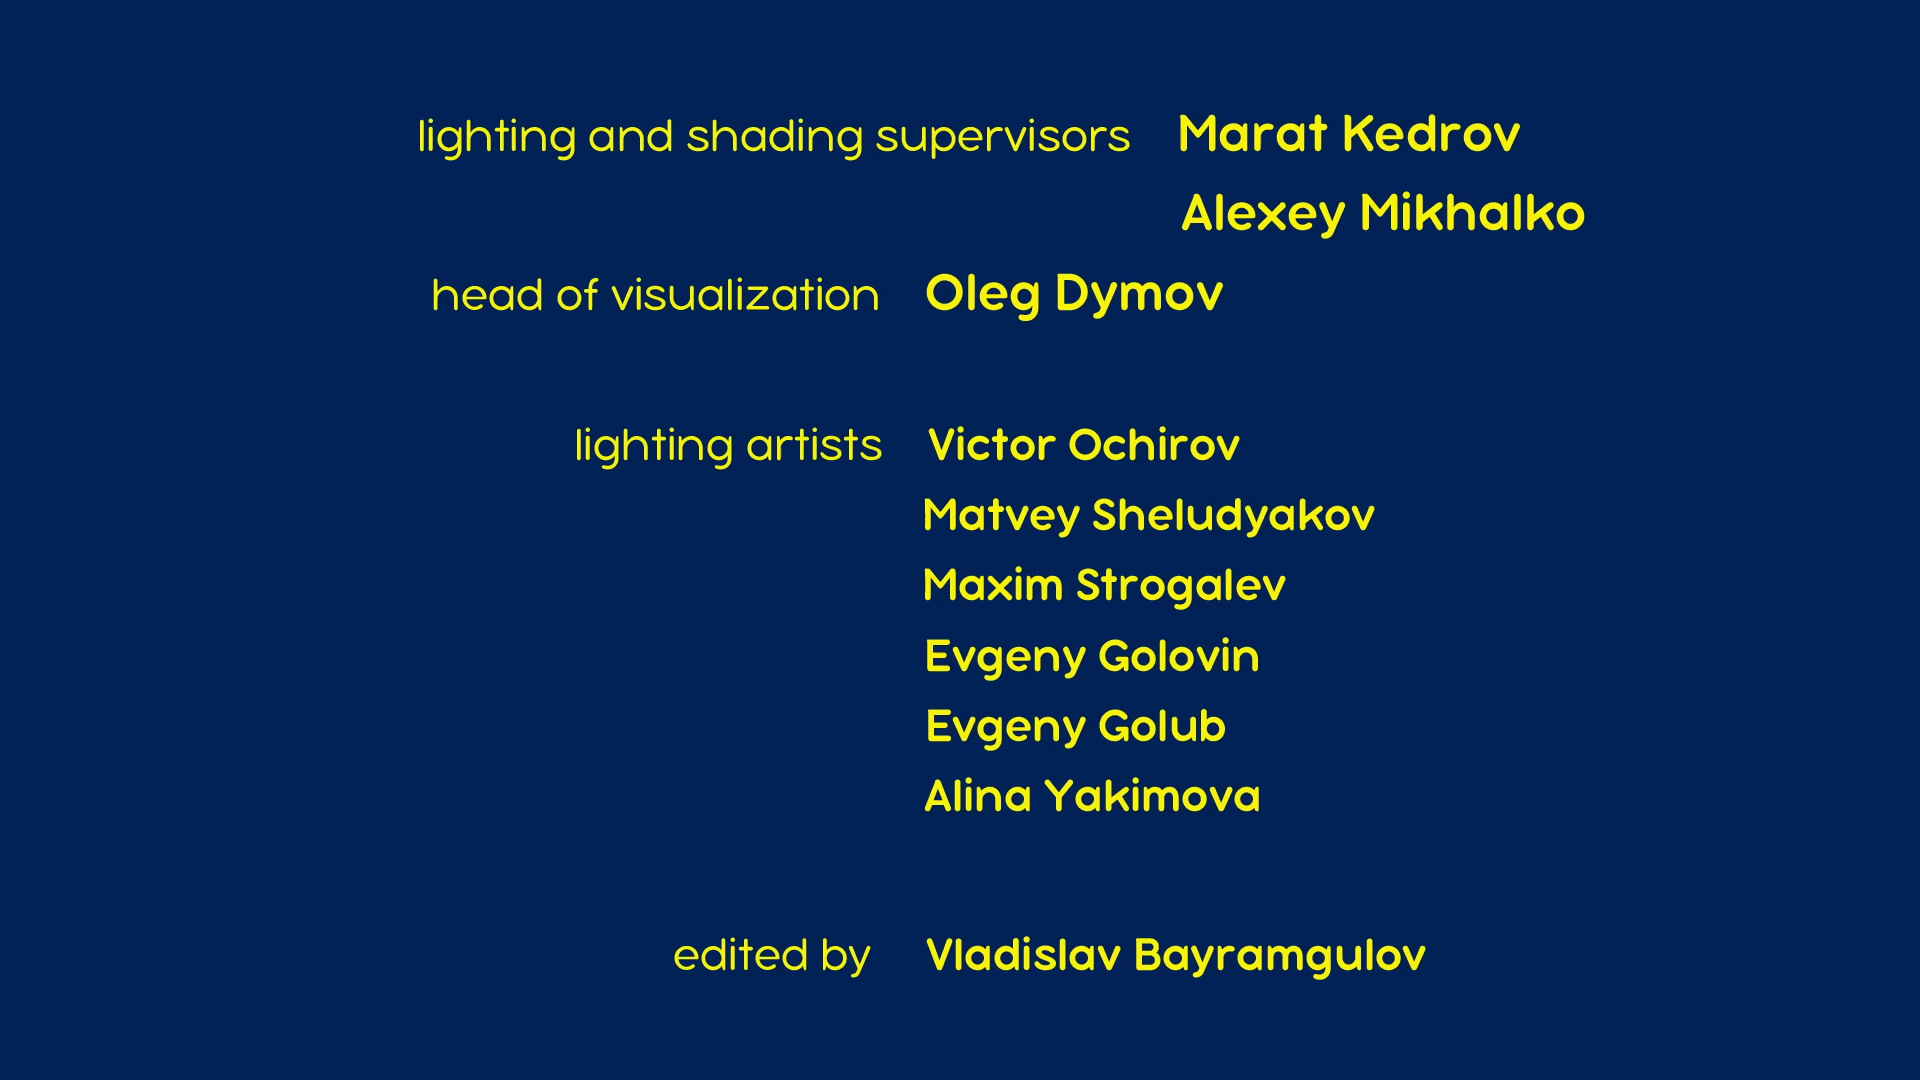 lighting and shading supervisors Marat Kedrov
Alexey Mikhalko
head of visualization Oleg Dymov
lighting artists Victor Ochirov
Matvey Sheludyakov
Maxim Strogalev
Evgeny Golovin
Evgeny Golub
Alina Yakimova
edited by Vladislav Bayramgulov